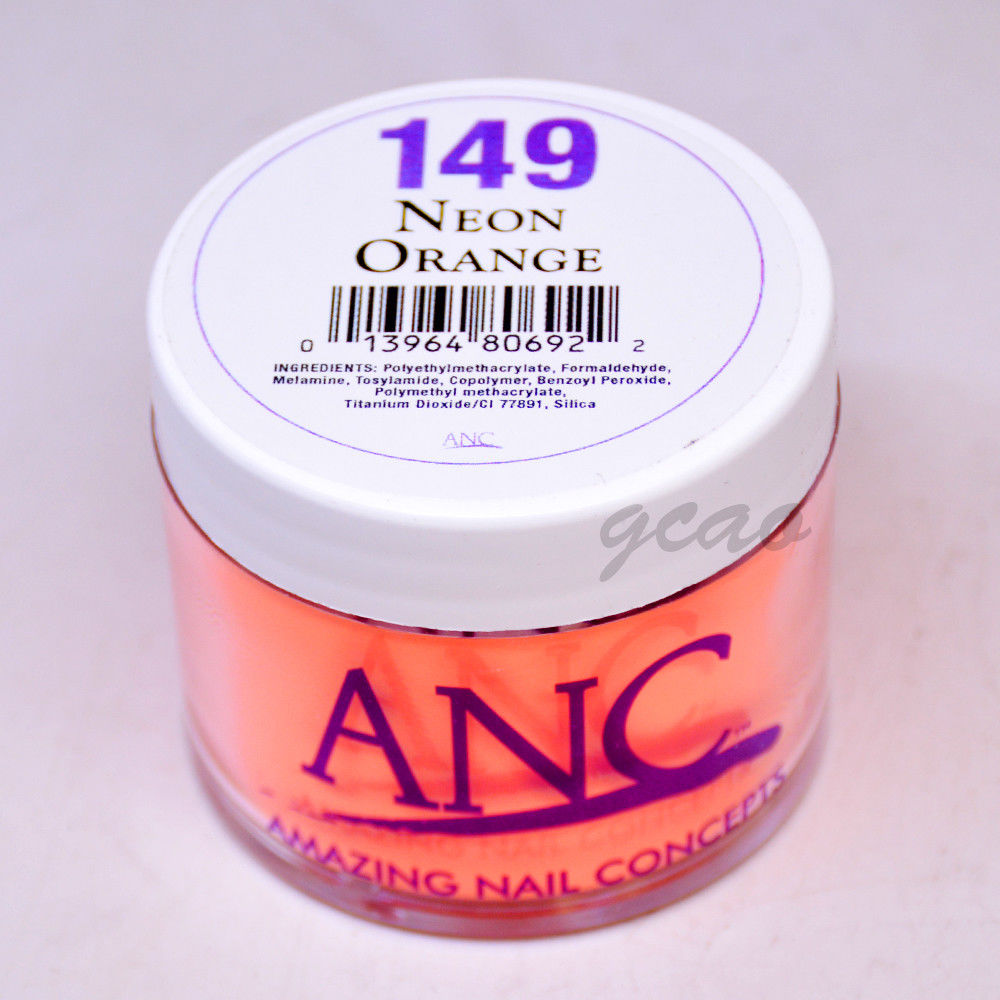 149
NEON
ORANGE
0 13964 80692 2
INGREDIENTS: Polyethylmethacrylate, Formaldehyde,
Melamine, Tosylamide, Copolymer, Benzoyl Peroxide,
Polymethyl methacrylate,
Titanium Dioxide/CI 77891, Silica
ANC
gcao
ANC™
AMAZING NAIL CONCEPTS